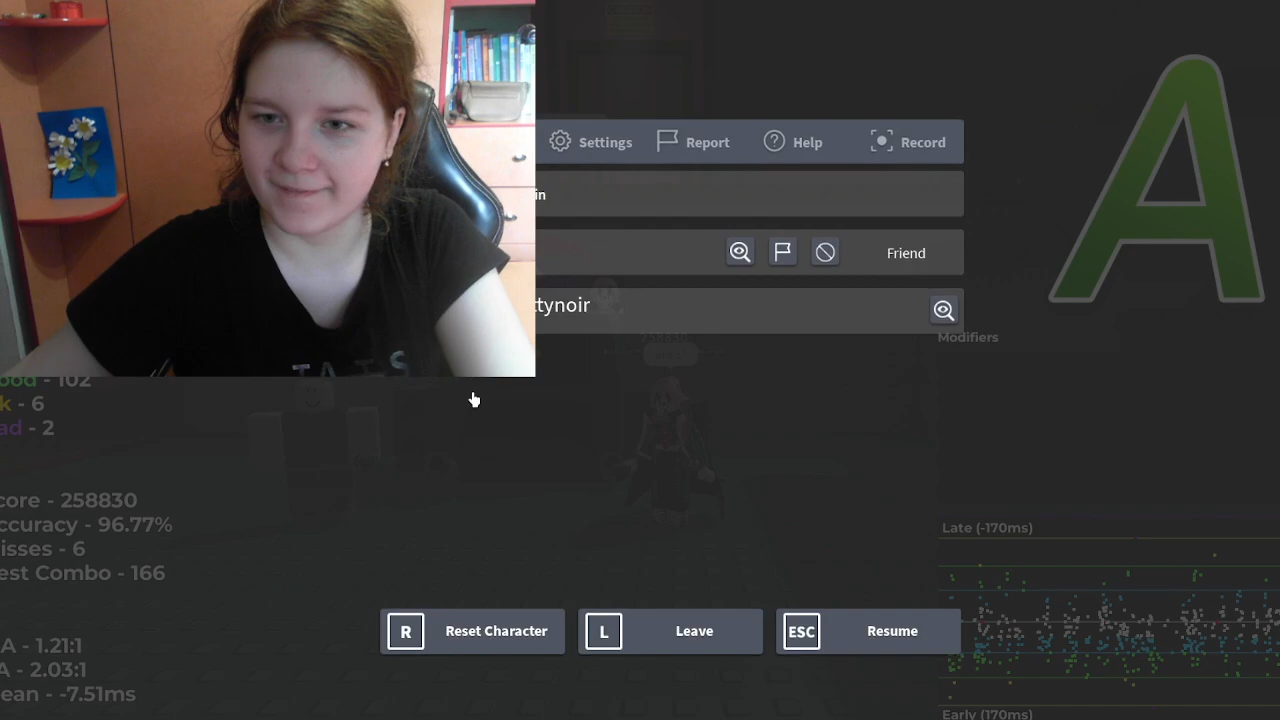 Settings
Report
Help
Record
in
Friend
tynoir
A
Modifiers
ood - 102
k - 6
ad - 2
core - 258830
ccuracy - 96.77%
isses - 6
est Combo - 166
A - 1.21:1
A - 2.03:1
ean - -7.51ms
Late (-170ms)
Early (170ms)
R Reset Character
L Leave
ESC Resume